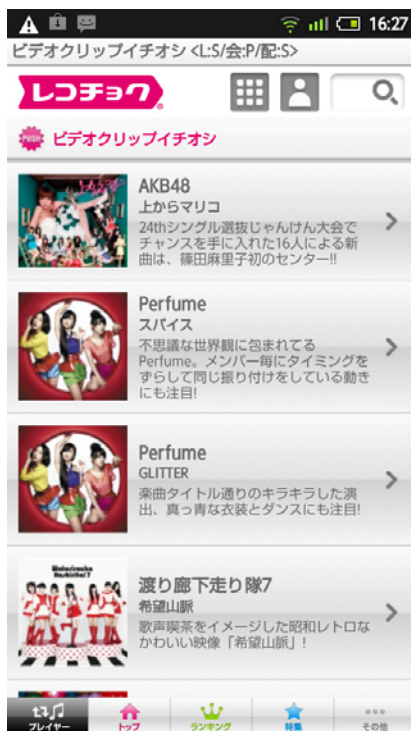 16:27
ビデオクリップイチオシ <L:S/会:P/配:S>
レコチョク
PUSH ビデオクリップイチオシ
AKB48
上からマリコ
24thシングル選抜じゃんけん大会で
チャンスを手に入れた16人による新
曲は、篠田麻里子初のセンター!!
Perfume
スパイス
不思議な世界観に包まれてる
Perfume。メンバー毎にタイミングを
ずらして同じ振り付けをしている動き
にも注目!
Perfume
GLITTER
楽曲タイトル通りのキラキラした演
出、真っ青な衣装とダンスにも注目!
Watarirouka
Hashiritai 7
渡り廊下走り隊7
希望山脈
歌声喫茶をイメージした昭和レトロな
かわいい映像「希望山脈」!
プレイヤー トップ ランキング 特集 その他